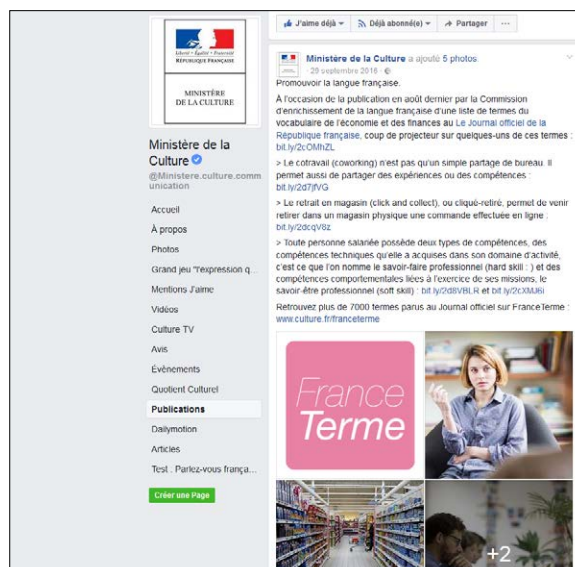 Liberté • Égalité • Fraternité
RÉPUBLIQUE FRANÇAISE
MINISTÈRE
DE LA CULTURE
Ministère de la
Culture
@Ministere.culture.comm
unication
Accueil
À propos
Photos
Grand jeu "l'expression q...
Mentions J'aime
Vidéos
Culture TV
Avis
Évènements
Quotient Culturel
Publications
Dailymotion
Articles
Test : Parlez-vous frança...
Créer une Page
J'aime déjà Déjà abonné(e) Partager ...
Ministère de la Culture a ajouté 5 photos
29 septembre 2016 ·
Promouvoir la langue française.
À l'occasion de la publication en août dernier par la Commission
d'enrichissement de la langue française d'une liste de termes du
vocabulaire de l'économie et des finances au Le Journal officiel de la
République française, coup de projecteur sur quelques-uns de ces termes :
bit.ly/2cOMhZL
> Le cotravail (coworking) n'est pas qu'un simple partage de bureau. Il
permet aussi de partager des expériences ou des compétences :
bit.ly/2d7jfVG
> Le retrait en magasin (click and collect), ou cliqué-retiré, permet de venir
retirer dans un magasin physique une commande effectuée en ligne :
bit.ly/2dcqV8z
> Toute personne salariée possède deux types de compétences, des
compétences techniques qu'elle a acquises dans son domaine d'activité,
c'est ce que l'on nomme le savoir-faire professionnel (hard skill : ) et des
compétences comportementales liées à l'exercice de ses missions, le
savoir-être professionnel (soft skill) : bit.ly/2d8VBLR et bit.ly/2cXMJ6i
Retrouvez plus de 7000 termes parus au Journal officiel sur FranceTerme :
www.culture.fr/franceterme
France
Terme
+2